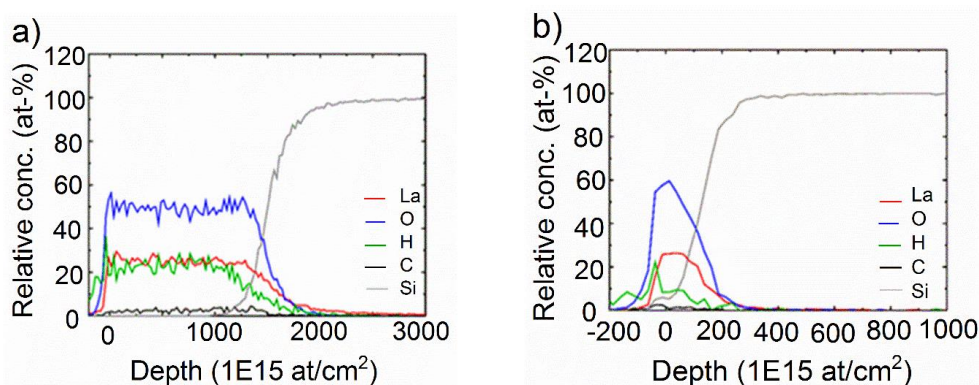 a)
Relative conc. (at-%)
120
100
80
60
40
20
0
La
O
H
C
Si
0 1000 2000 3000
Depth (1E15 at/cm²)
b)
Relative conc. (at-%)
120
100
80
60
40
20
0
La
O
H
C
Si
-200 0 200 400 600 800 1000
Depth (1E15 at/cm²)